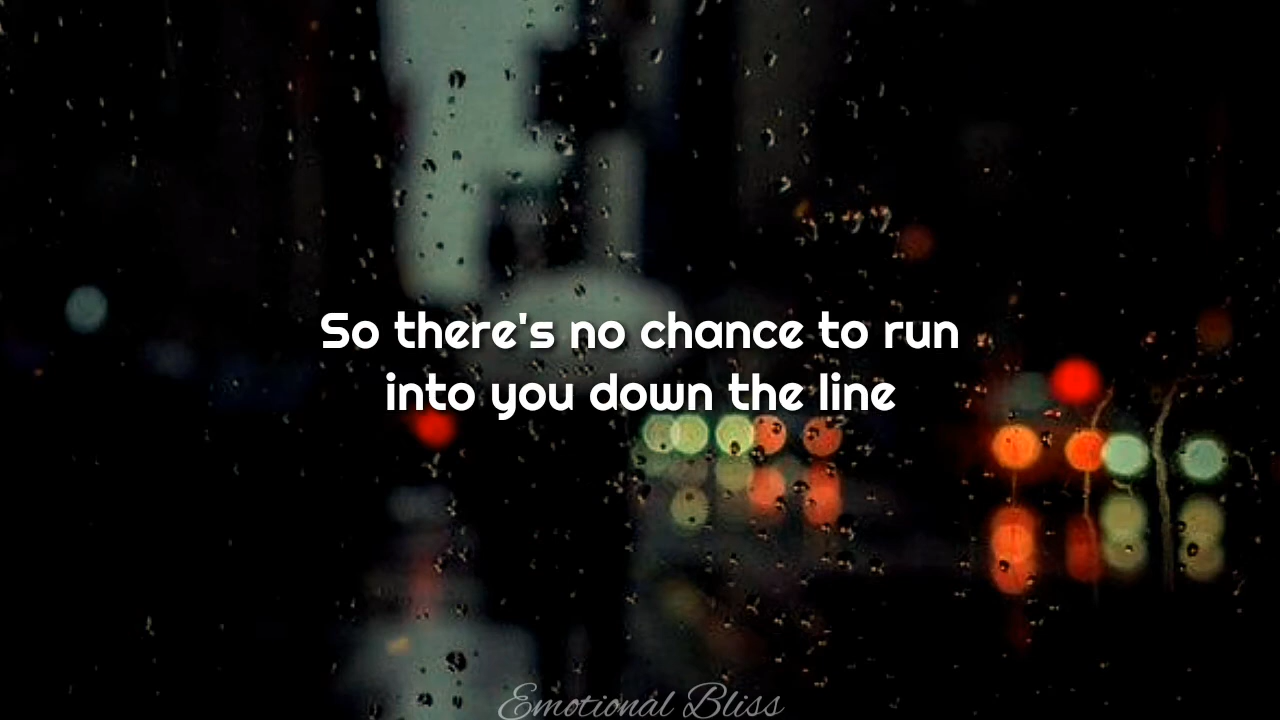 So there's no chance to run
into you down the line
Emotional Bliss